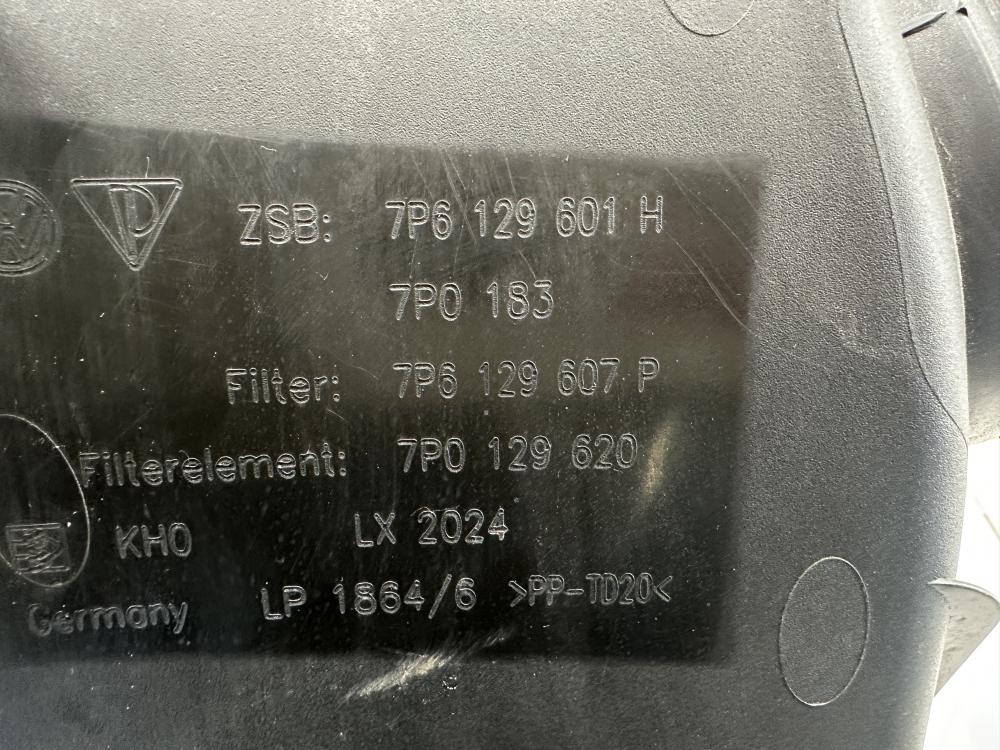 ZSB: 7P6 129 601 H
7P0 183
Filter: 7P6 129 607 P
Filterelement: 7P0 129 620
KHO LX 2024
Germany LP 1864/6 >PP-TD20<